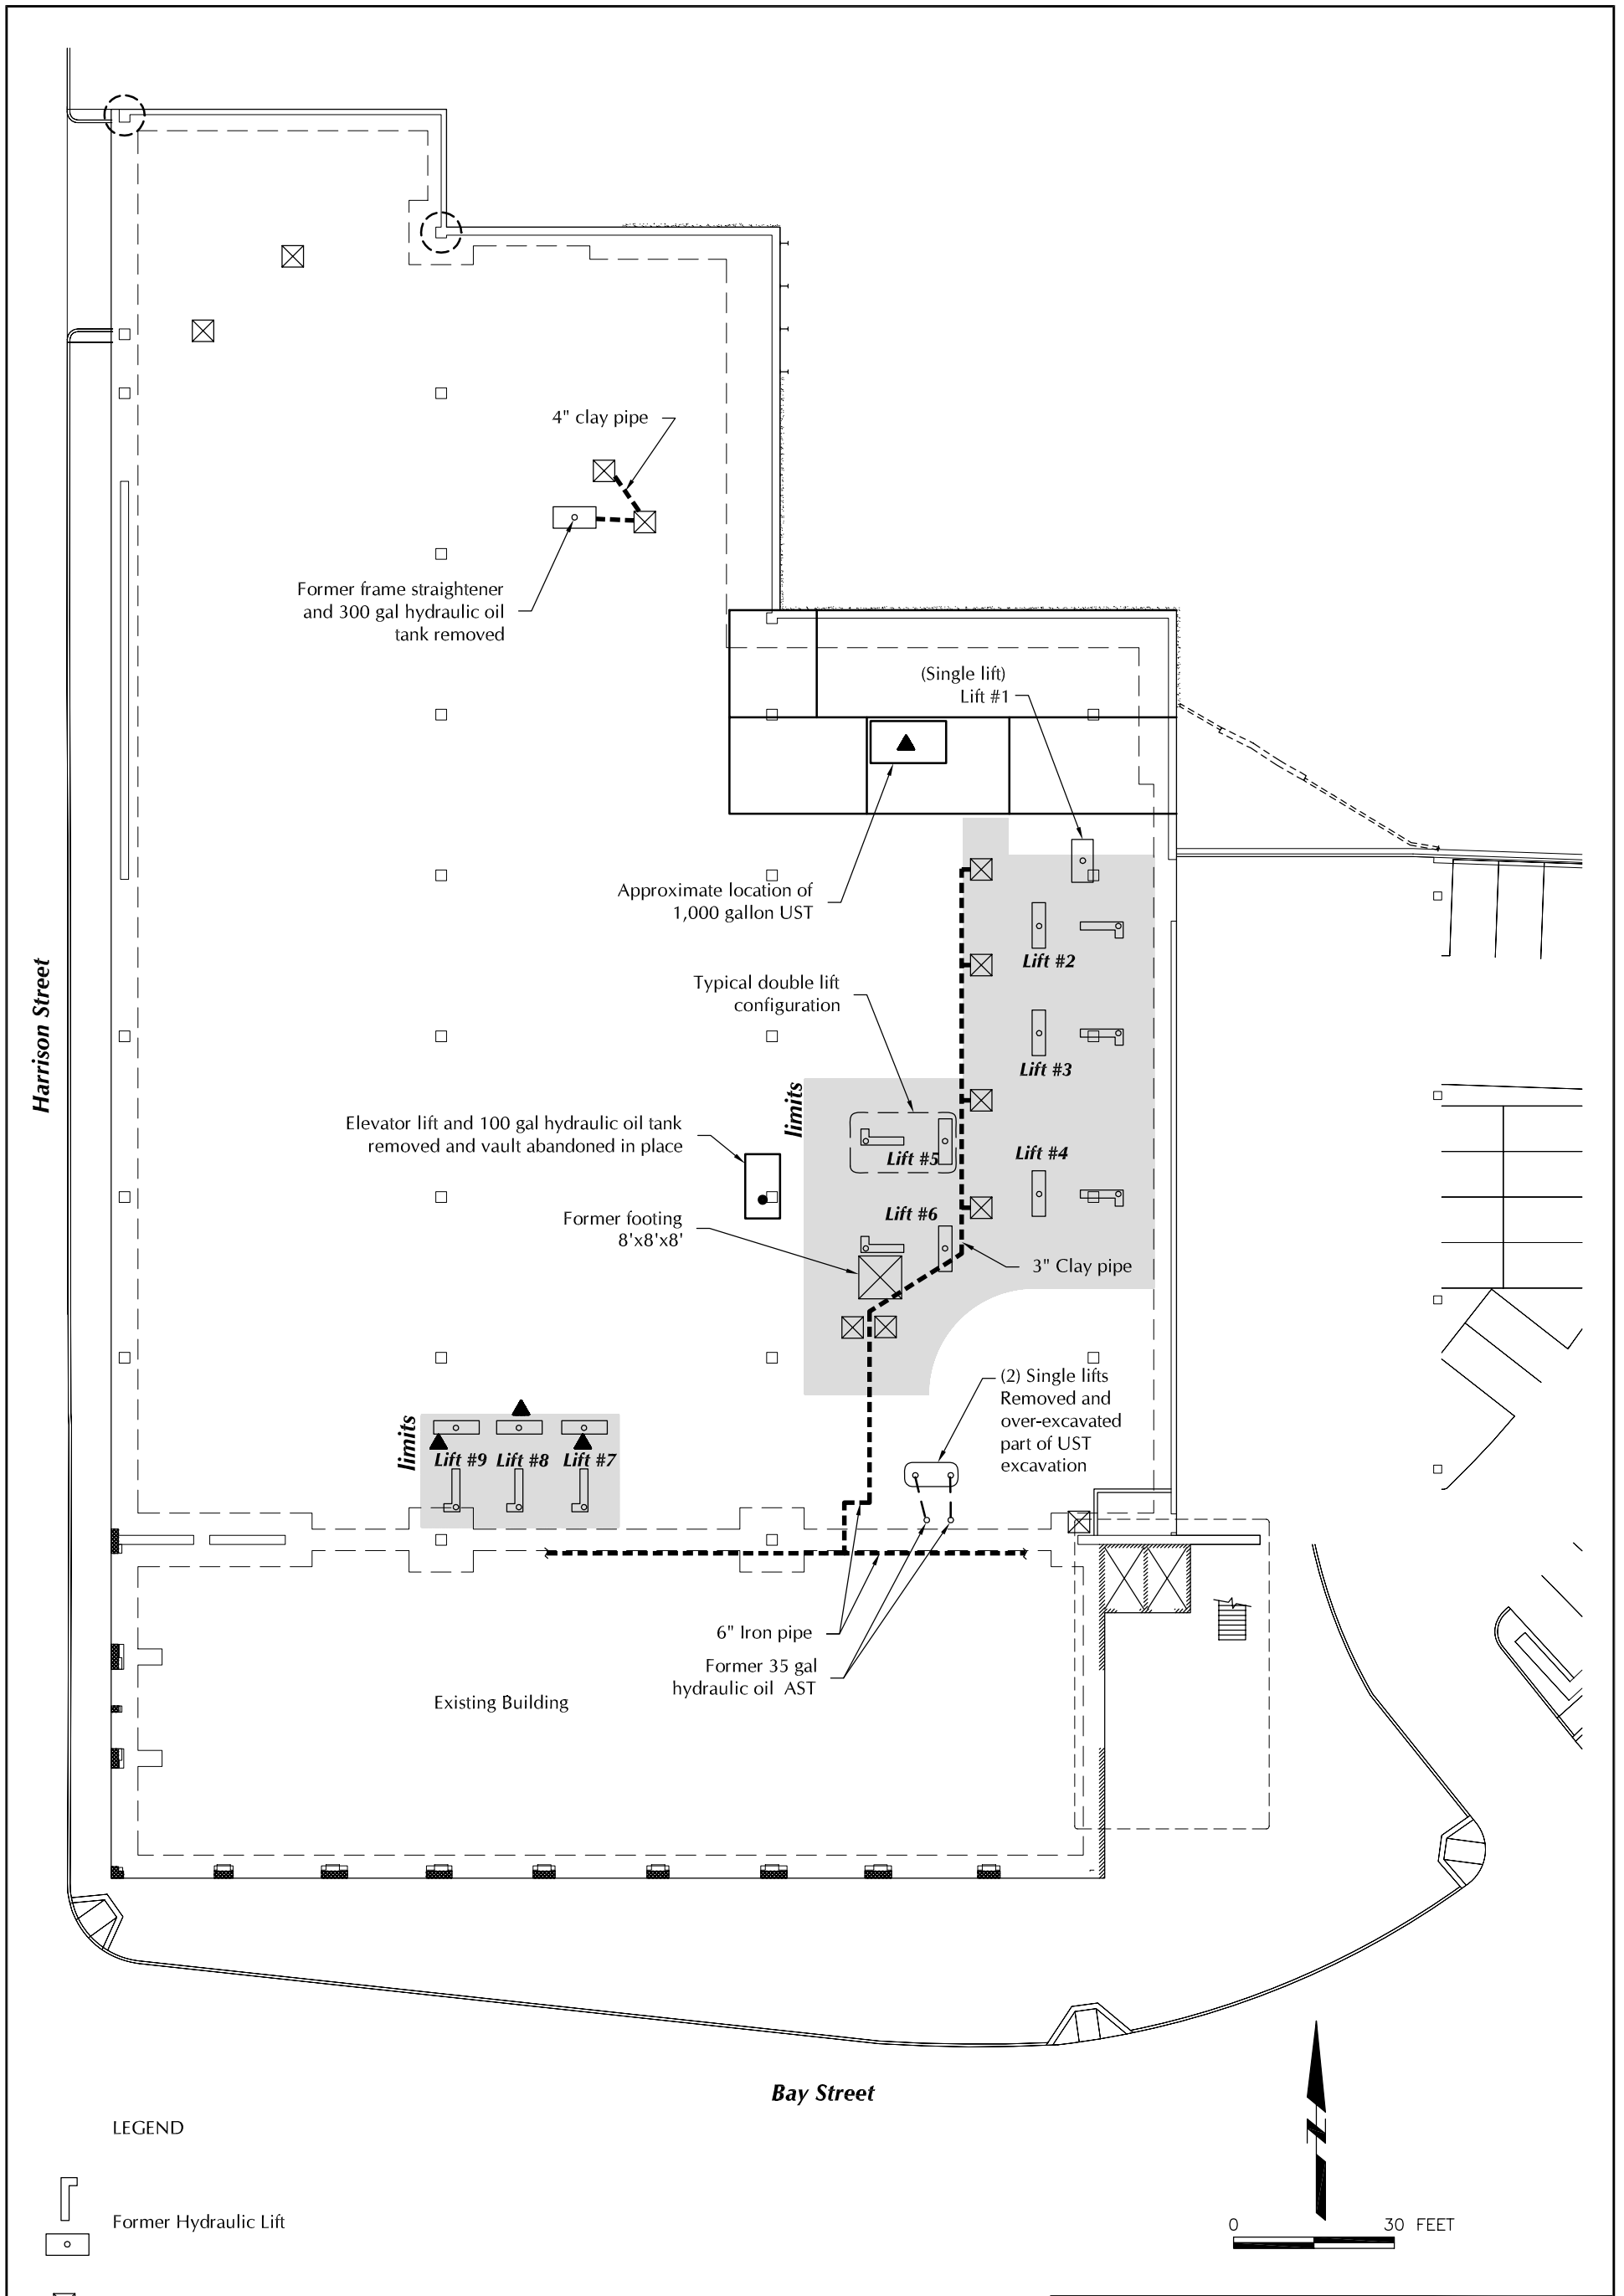 4" clay pipe
Former frame straightener
and 300 gal hydraulic oil
tank removed
(Single lift)
Lift #1
Approximate location of
1,000 gallon UST
Lift #2
Harrison Street
Typical double lift
configuration
Lift #3
limits
Elevator lift and 100 gal hydraulic oil tank
removed and vault abandoned in place
Lift #5
Lift #4
Former footing
8'x8'x8'
Lift #6
3" Clay pipe
(2) Single lifts
Removed and
over-excavated
part of UST
excavation
limits
Lift #9
Lift #8
Lift #7
6" Iron pipe
Former 35 gal
hydraulic oil AST
Existing Building
Bay Street
LEGEND
Former Hydraulic Lift
N
0 30 FEET